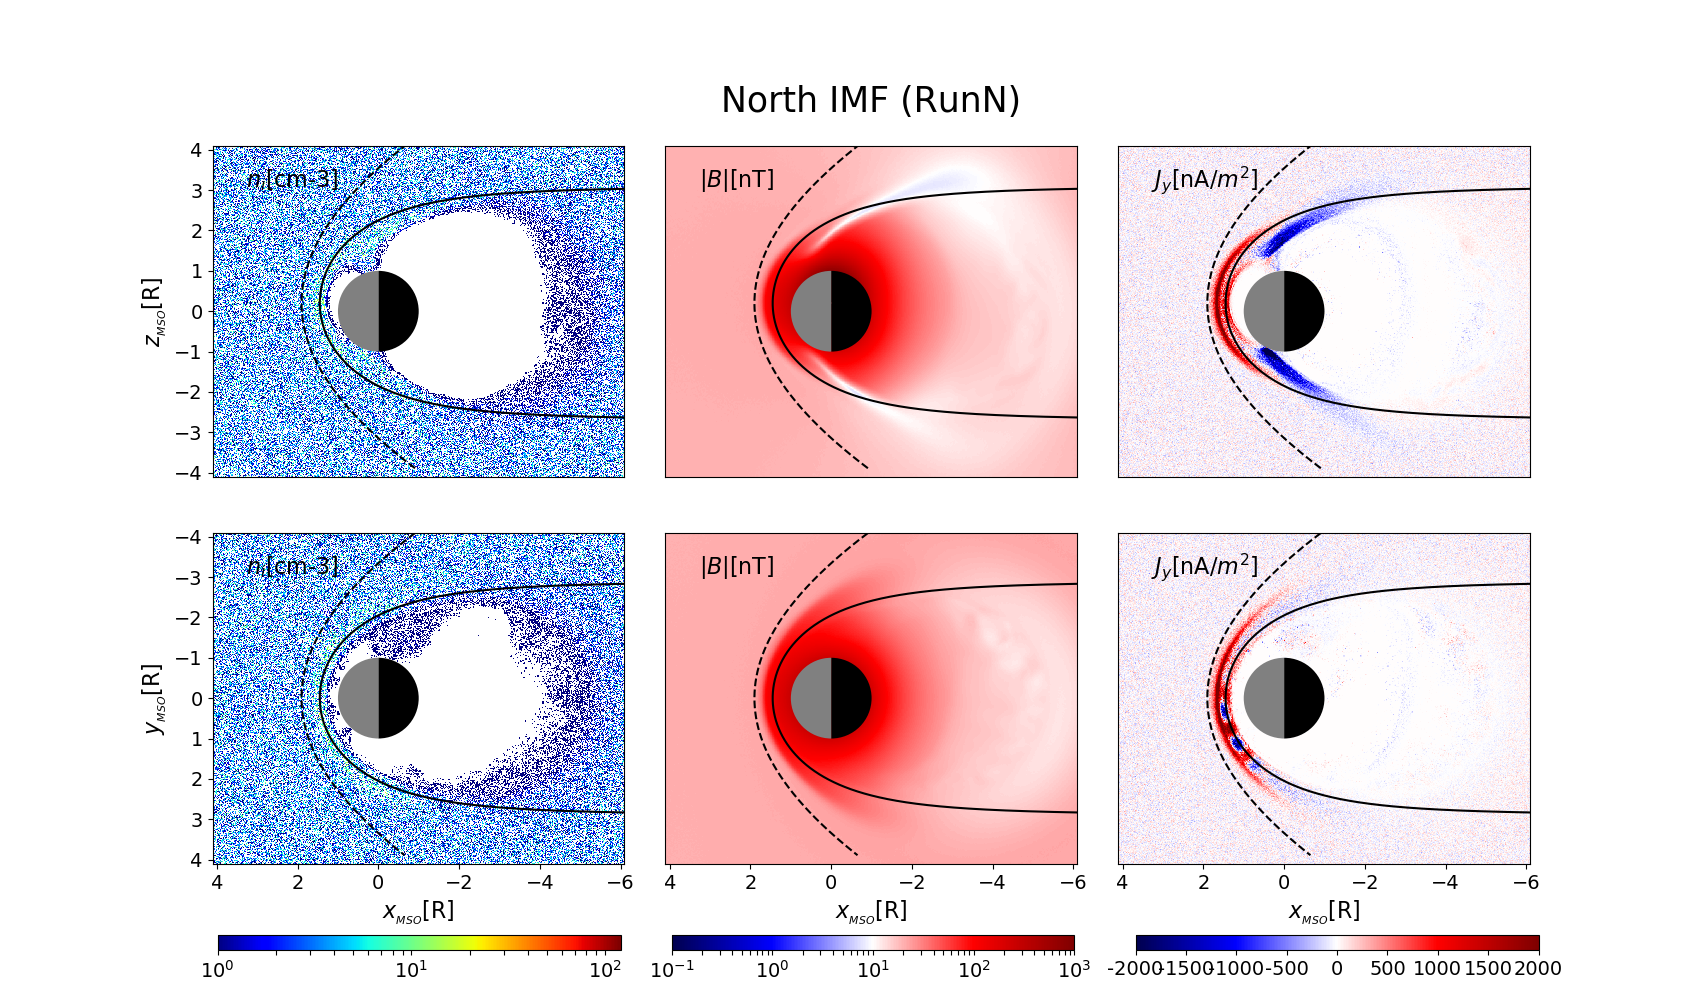 North IMF (RunN)
n_i[cm-3]
|B|[nT]
J_y[nA/m^2]
4
3
2
1
0
−1
−2
−3
−4
z_MSO[R]
n_i[cm-3]
|B|[nT]
J_y[nA/m^2]
−4
−3
−2
−1
0
1
2
3
4
y_MSO[R]
4 2 0 −2 −4 −6
4 2 0 −2 −4 −6
4 2 0 −2 −4 −6
x_MSO[R]
x_MSO[R]
x_MSO[R]
10^0 10^1 10^2
10^−1 10^0 10^1 10^2 10^3
-2000 -1500 -1000 -500 0 500 1000 1500 2000